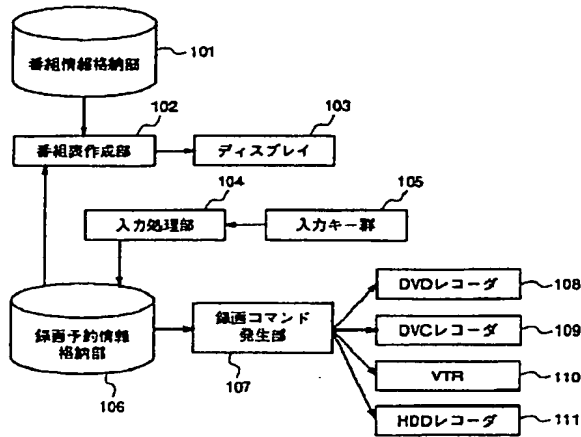 番組情報格納部
101
102
番組表作成部
103
ディスプレイ
104
入力処理部
105
入力キー群
録画予約情報
格納部
106
録画コマンド
発生部
107
DVDレコーダ
108
DVCレコーダ
109
VTR
110
HDDレコーダ
111